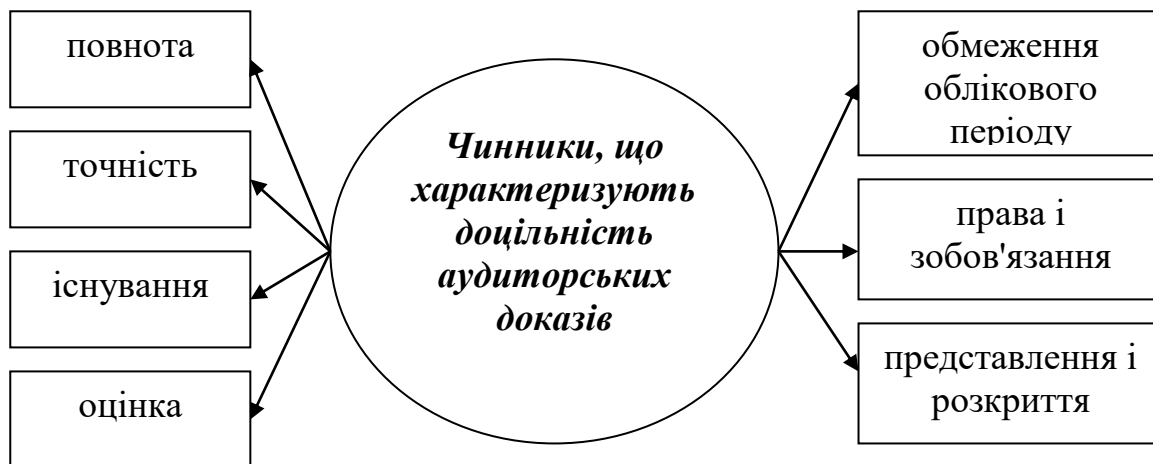 повнота
точність
існування
оцінка
Чинники, що
характеризують
доцільність
аудиторських
доказів
обмеження
облікового
періоду
права і
зобов'язання
представлення і
розкриття